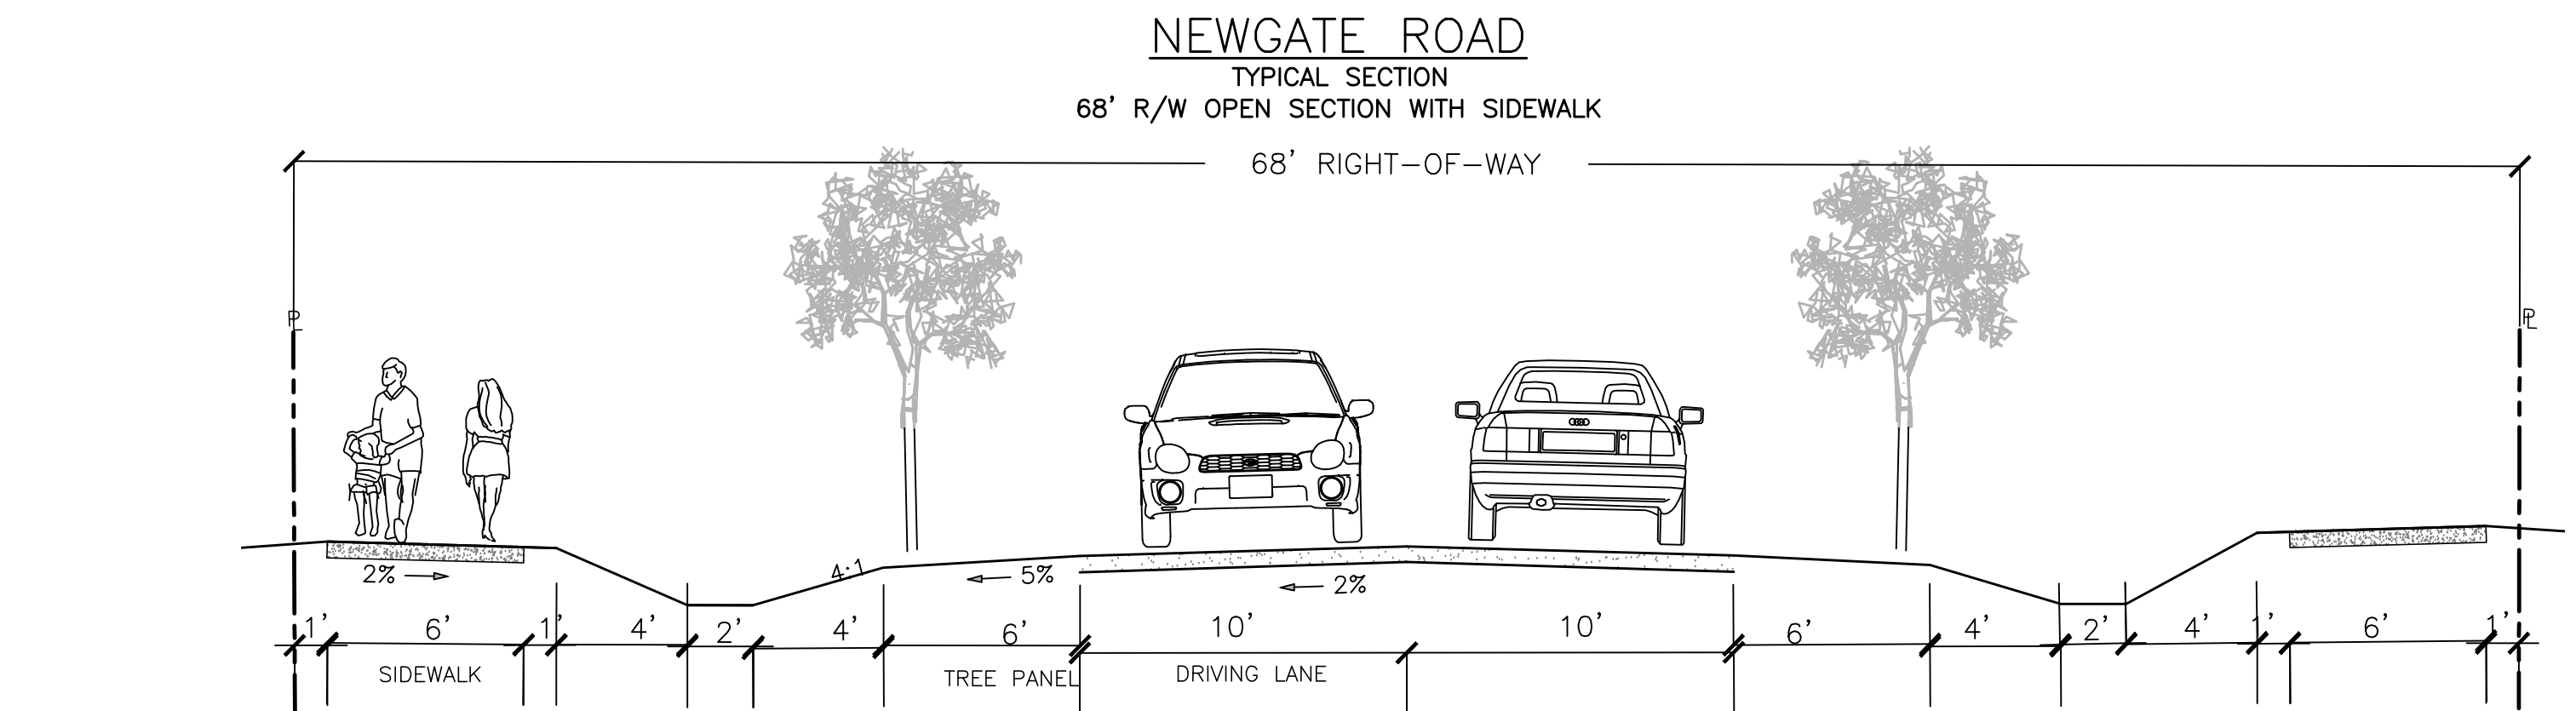 NEWGATE ROAD
TYPICAL SECTION
68' R/W OPEN SECTION WITH SIDEWALK
68' RIGHT-OF-WAY
PL
PL
4:1
2%
5%
2%
1' 6' 1' 4' 2' 4' 6' 10' 10' 6' 4' 2' 4' 1' 6' 1'
SIDEWALK TREE PANEL DRIVING LANE